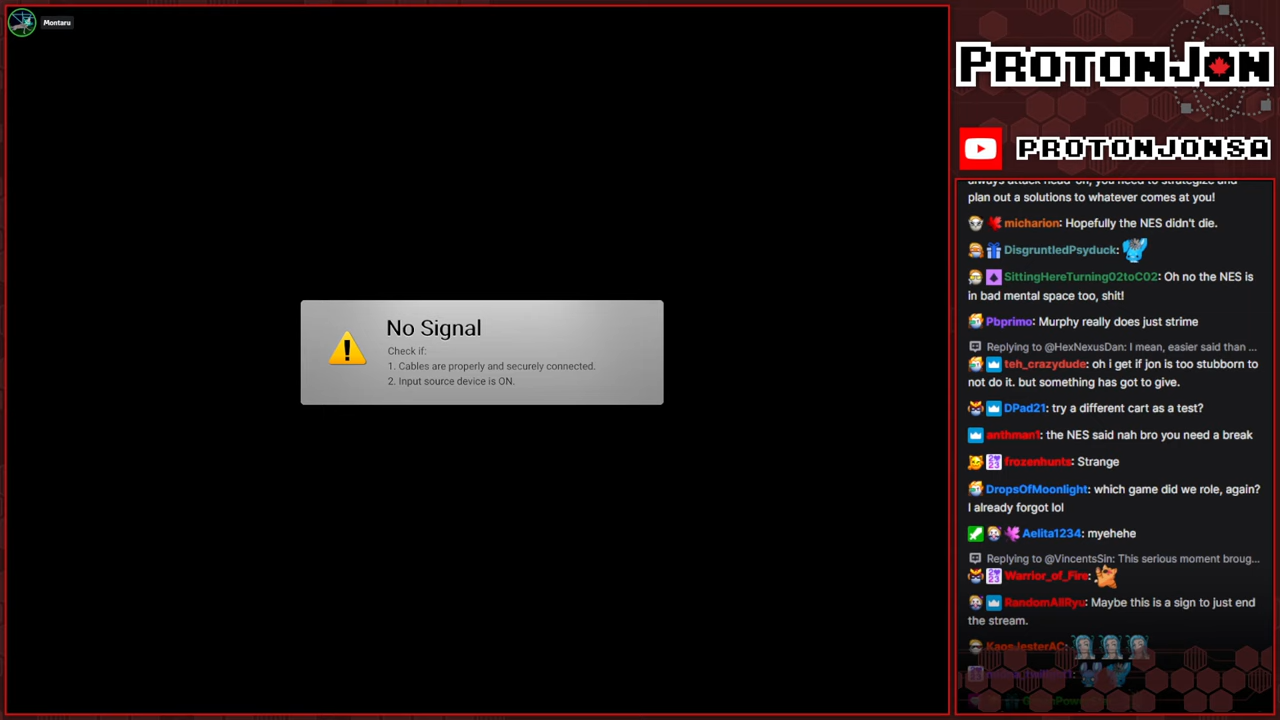 Montaru
No Signal
Check if:
1. Cables are properly and securely connected.
2. Input source device is ON.
PROTONJON
PROTONJONSA
always attack head-on, you need to strategize and
plan out a solutions to whatever comes at you!
micharion: Hopefully the NES didn't die.
DisgruntledPsyduck:
SittingHereTurning02toC02: Oh no the NES is
in bad mental space too, shit!
Pbprimo: Murphy really does just strime
Replying to @HexNexusDan: I mean, easier said than ...
teh_crazydude: oh i get if jon is too stubborn to
not do it. but something has got to give.
DPad21: try a different cart as a test?
anthman1: the NES said nah bro you need a break
frozenhunts: Strange
DropsOfMoonlight: which game did we role, again?
I already forgot lol
Aelita1234: myehehe
Replying to @VincentsSin: This serious moment broug...
Warrior_of_Fire:
RandomAllRyu: Maybe this is a sign to just end
the stream.
KaosJesterAC: